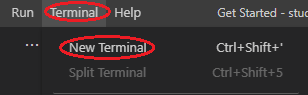 Run Terminal Help Get Started - stud
... New Terminal Ctrl+Shift+'
Split Terminal Ctrl+Shift+5